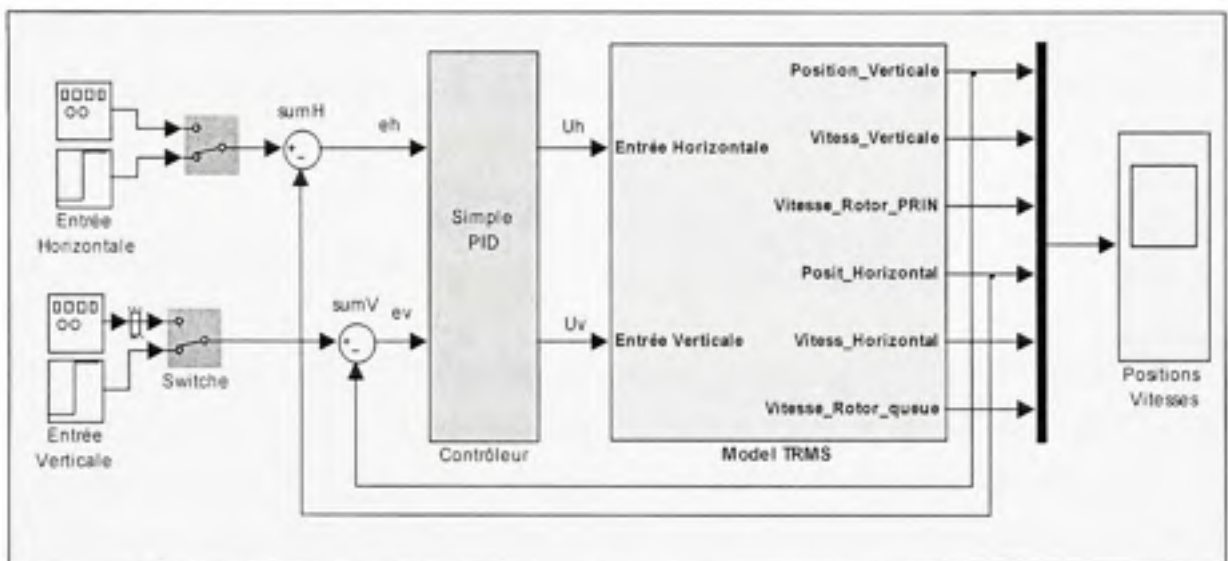 Entrée
Horizontale
Entrée
Verticale
Switche
sumH
sumV
eh
ev
Simple
PID
Contrôleur
Uh
Uv
Entrée Horizontale
Entrée Verticale
Position_Verticale
Vitess_Verticale
Vitesse_Rotor_PRIN
Posit_Horizontal
Vitess_Horizontal
Vitesse_Rotor_queue
Model TRMS
Positions
Vitesses